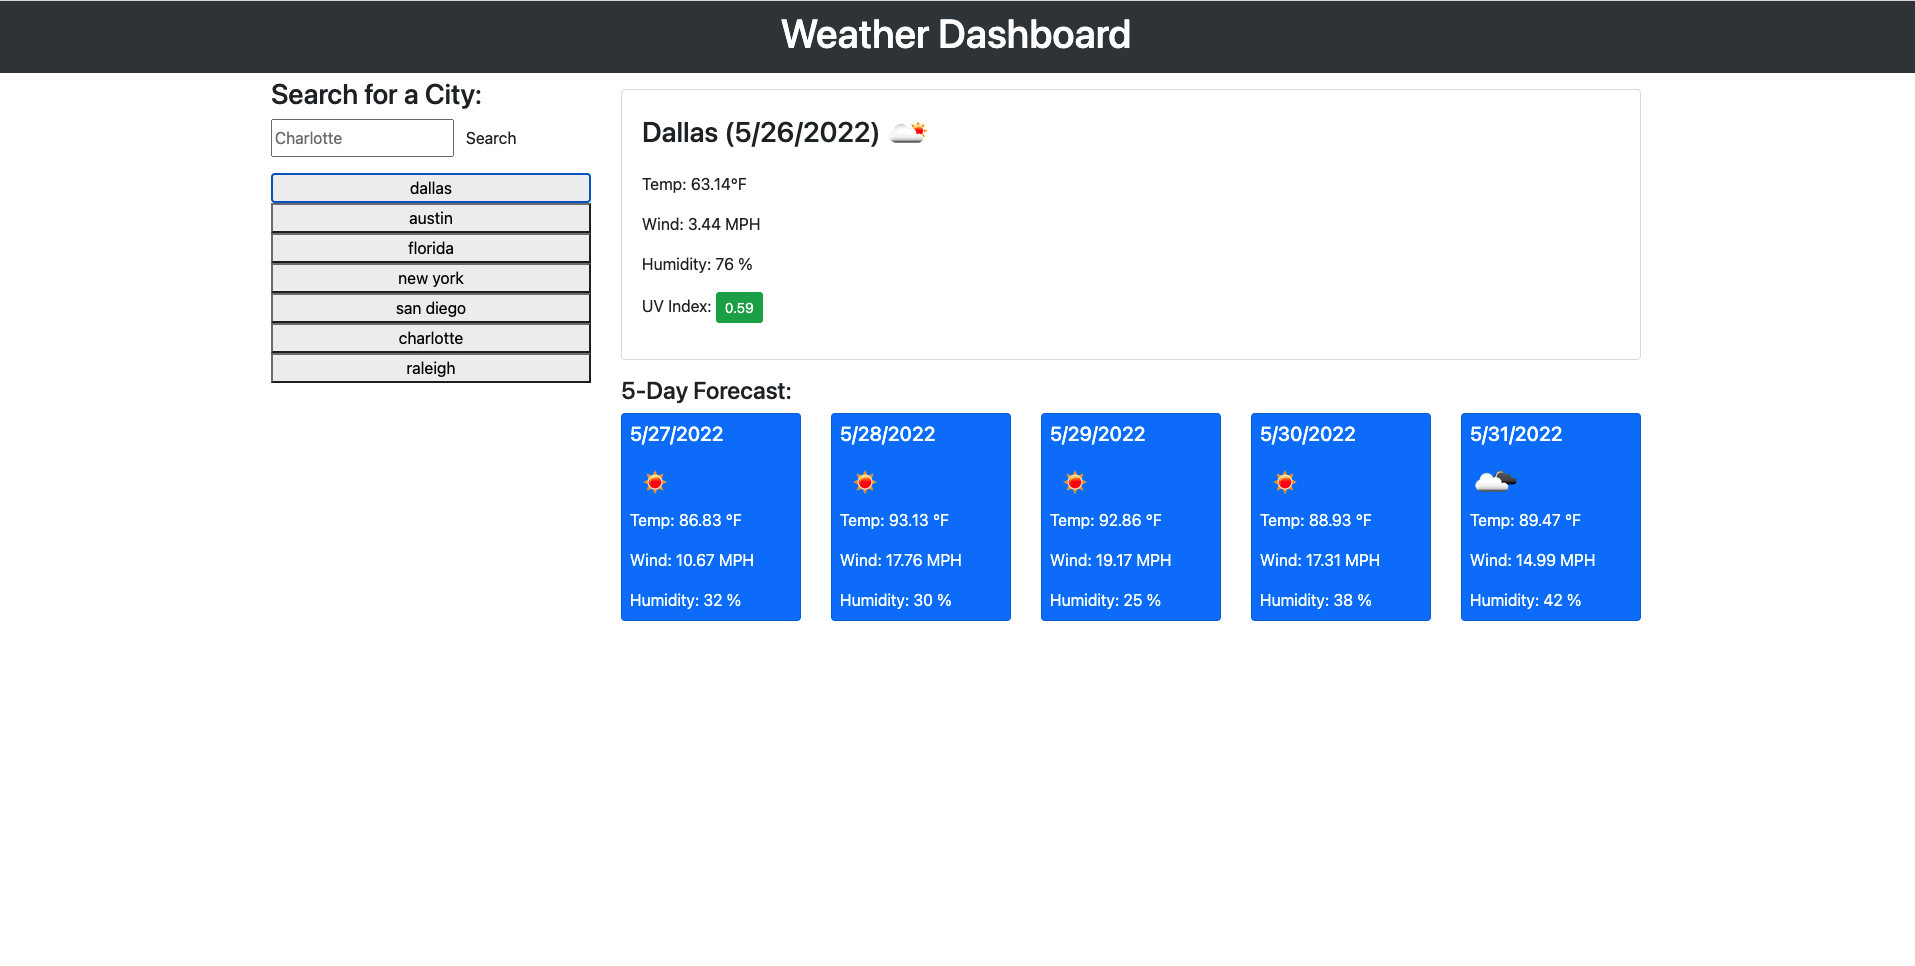 Weather Dashboard
Search for a City:
Charlotte Search
dallas
austin
florida
new york
san diego
charlotte
raleigh
Dallas (5/26/2022)
Temp: 63.14°F
Wind: 3.44 MPH
Humidity: 76 %
UV Index: 0.59
5-Day Forecast:
5/27/2022
Temp: 86.83 °F
Wind: 10.67 MPH
Humidity: 32 %
5/28/2022
Temp: 93.13 °F
Wind: 17.76 MPH
Humidity: 30 %
5/29/2022
Temp: 92.86 °F
Wind: 19.17 MPH
Humidity: 25 %
5/30/2022
Temp: 88.93 °F
Wind: 17.31 MPH
Humidity: 38 %
5/31/2022
Temp: 89.47 °F
Wind: 14.99 MPH
Humidity: 42 %